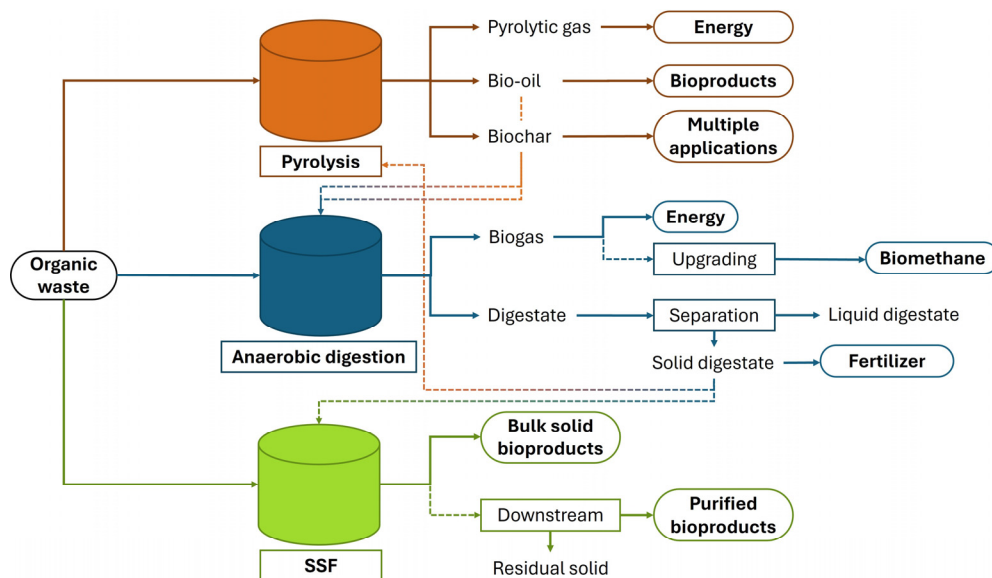 Pyrolytic gas
Energy
Bio-oil
Bioproducts
Biochar
Multiple
applications
Pyrolysis
Organic
waste
Biogas
Energy
Upgrading
Biomethane
Digestate
Separation
Liquid digestate
Anaerobic digestion
Solid digestate
Fertilizer
Bulk solid
bioproducts
Downstream
Purified
bioproducts
SSF
Residual solid